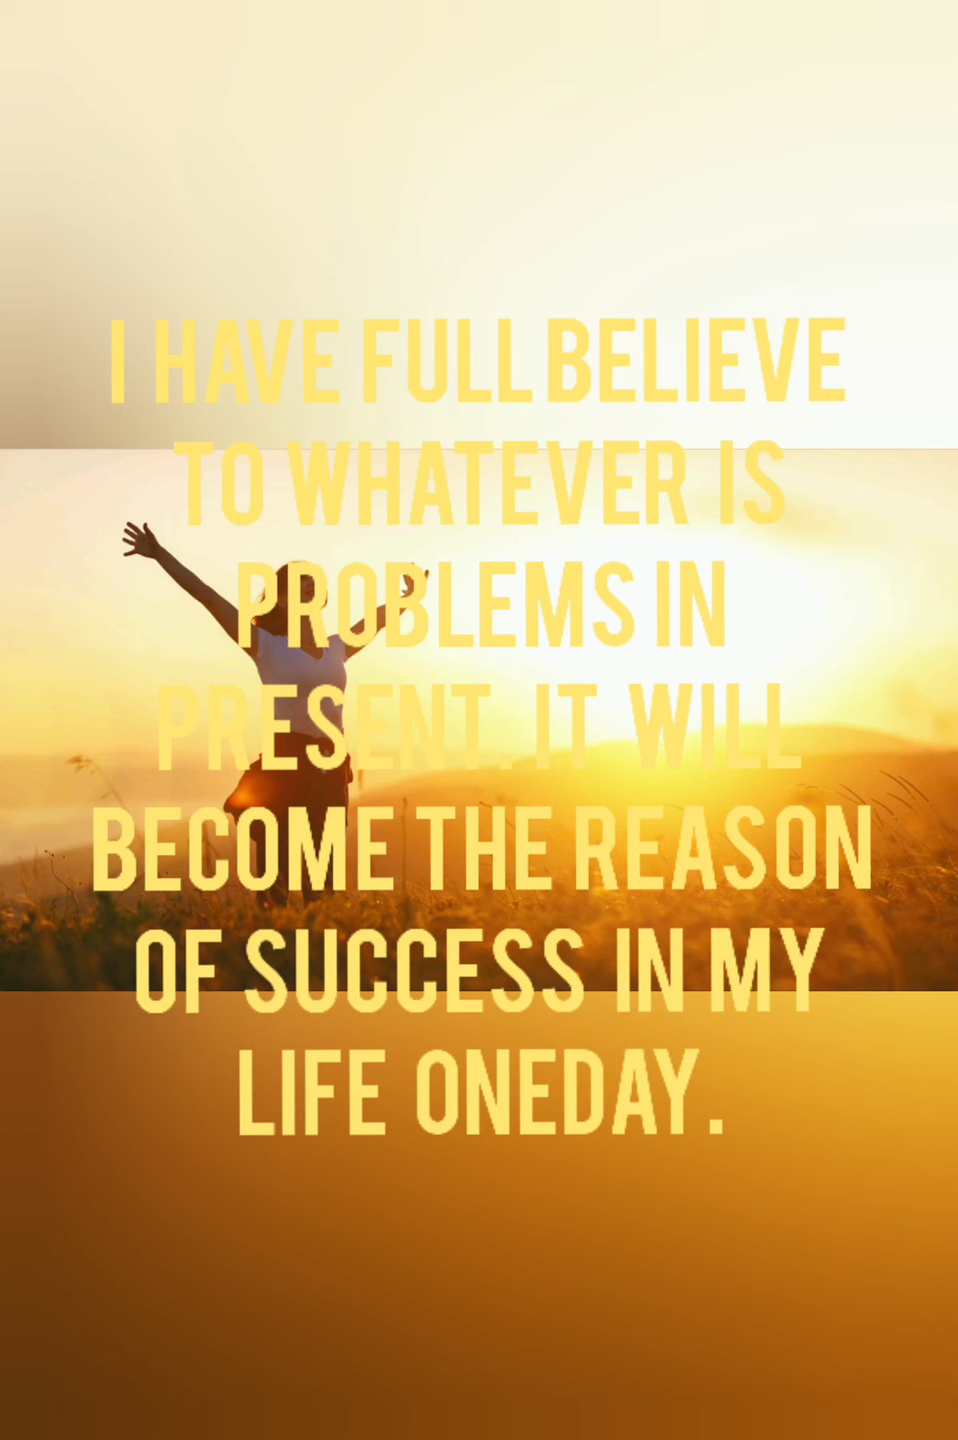 I HAVE FULL BELIEVE
TO WHATEVER IS
PROBLEMS IN
PRESENT. IT WILL
BECOME THE REASON
OF SUCCESS IN MY
LIFE ONEDAY.